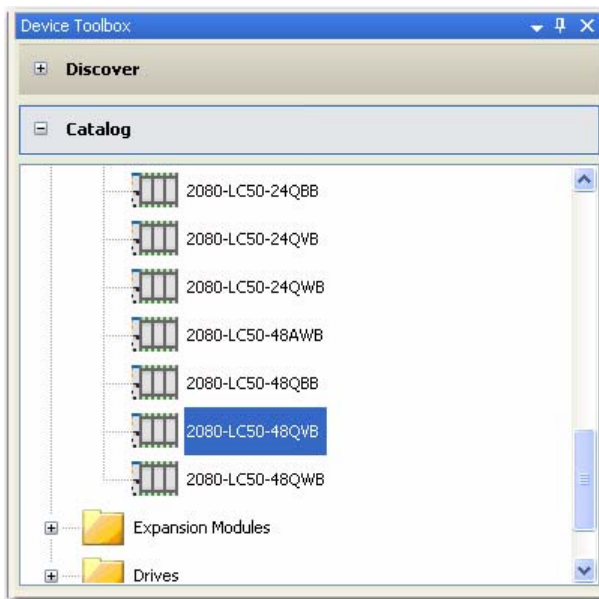 Device Toolbox
Discover
Catalog
2080-LC50-24QBB
2080-LC50-24QVB
2080-LC50-24QWB
2080-LC50-48AWB
2080-LC50-48QBB
2080-LC50-48QVB
2080-LC50-48QWB
Expansion Modules
Drives